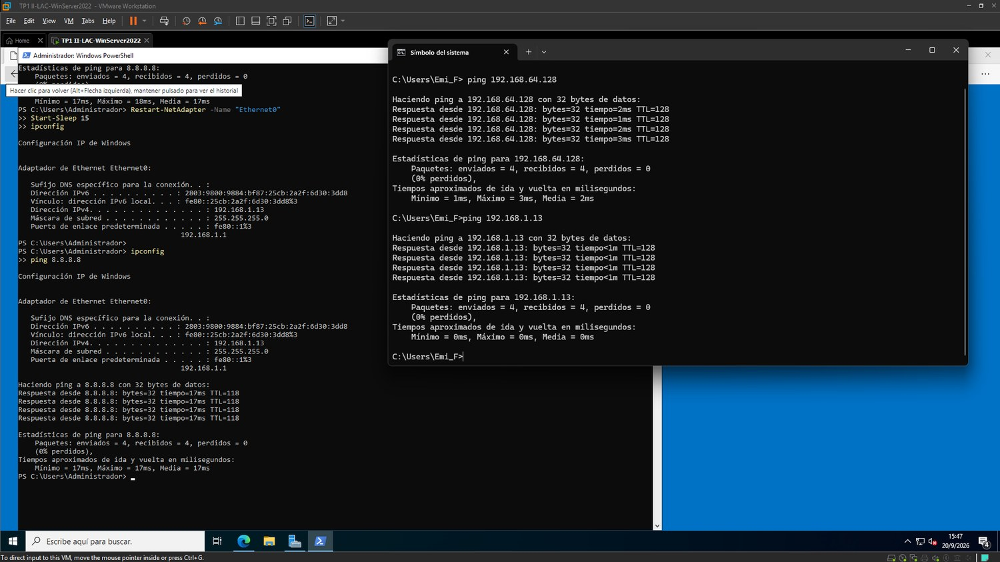 TP1 II-LAC-WinServer2022 - VMware Workstation
File Edit View VM Tabs Help
Home TP1 II-LAC-WinServer2022
Administrador: Windows PowerShell
Estadísticas de ping para 8.8.8.8:
    Paquetes: enviados = 4, recibidos = 4, perdidos = 0
Hacer clic para volver (Alt+Flecha izquierda), mantener pulsado para ver el historial
    Mínimo = 17ms, Máximo = 18ms, Media = 17ms
PS C:\Users\Administrador> Restart-NetAdapter -Name "Ethernet0"
>> Start-Sleep 15
>> ipconfig
Configuración IP de Windows
Adaptador de Ethernet Ethernet0:
   Sufijo DNS específico para la conexión. . :
   Dirección IPv6 . . . . . . . . . . : 2803:9800:9884:bf87:25cb:2a2f:6d30:3dd8
   Vínculo: dirección IPv6 local. . . : fe80::25cb:2a2f:6d30:3dd8%3
   Dirección IPv4. . . . . . . . . . . . . . : 192.168.1.13
   Máscara de subred . . . . . . . . . . . . : 255.255.255.0
   Puerta de enlace predeterminada . . . . . : fe80::1%3
                                       192.168.1.1
PS C:\Users\Administrador>
PS C:\Users\Administrador> ipconfig
>> ping 8.8.8.8
Configuración IP de Windows
Adaptador de Ethernet Ethernet0:
   Sufijo DNS específico para la conexión. . :
   Dirección IPv6 . . . . . . . . . . : 2803:9800:9884:bf87:25cb:2a2f:6d30:3dd8
   Vínculo: dirección IPv6 local. . . : fe80::25cb:2a2f:6d30:3dd8%3
   Dirección IPv4. . . . . . . . . . . . . . : 192.168.1.13
   Máscara de subred . . . . . . . . . . . . : 255.255.255.0
   Puerta de enlace predeterminada . . . . . : fe80::1%3
                                       192.168.1.1
Haciendo ping a 8.8.8.8 con 32 bytes de datos:
Respuesta desde 8.8.8.8: bytes=32 tiempo=17ms TTL=118
Respuesta desde 8.8.8.8: bytes=32 tiempo=17ms TTL=118
Respuesta desde 8.8.8.8: bytes=32 tiempo=17ms TTL=118
Respuesta desde 8.8.8.8: bytes=32 tiempo=17ms TTL=118
Estadísticas de ping para 8.8.8.8:
    Paquetes: enviados = 4, recibidos = 4, perdidos = 0
    (0% perdidos),
Tiempos aproximados de ida y vuelta en milisegundos:
    Mínimo = 17ms, Máximo = 17ms, Media = 17ms
PS C:\Users\Administrador>
Símbolo del sistema
C:\Users\Emi_F> ping 192.168.64.128
Haciendo ping a 192.168.64.128 con 32 bytes de datos:
Respuesta desde 192.168.64.128: bytes=32 tiempo=2ms TTL=128
Respuesta desde 192.168.64.128: bytes=32 tiempo=1ms TTL=128
Respuesta desde 192.168.64.128: bytes=32 tiempo=2ms TTL=128
Respuesta desde 192.168.64.128: bytes=32 tiempo=3ms TTL=128
Estadísticas de ping para 192.168.64.128:
    Paquetes: enviados = 4, recibidos = 4, perdidos = 0
    (0% perdidos),
Tiempos aproximados de ida y vuelta en milisegundos:
    Mínimo = 1ms, Máximo = 3ms, Media = 2ms
C:\Users\Emi_F>ping 192.168.1.13
Haciendo ping a 192.168.1.13 con 32 bytes de datos:
Respuesta desde 192.168.1.13: bytes=32 tiempo<1m TTL=128
Respuesta desde 192.168.1.13: bytes=32 tiempo<1m TTL=128
Respuesta desde 192.168.1.13: bytes=32 tiempo<1m TTL=128
Respuesta desde 192.168.1.13: bytes=32 tiempo<1m TTL=128
Estadísticas de ping para 192.168.1.13:
    Paquetes: enviados = 4, recibidos = 4, perdidos = 0
    (0% perdidos),
Tiempos aproximados de ida y vuelta en milisegundos:
    Mínimo = 0ms, Máximo = 0ms, Media = 0ms
C:\Users\Emi_F>
Escribe aquí para buscar.
15:47
20/9/2026
4
To direct input to this VM, move the mouse pointer inside or press Ctrl+G.